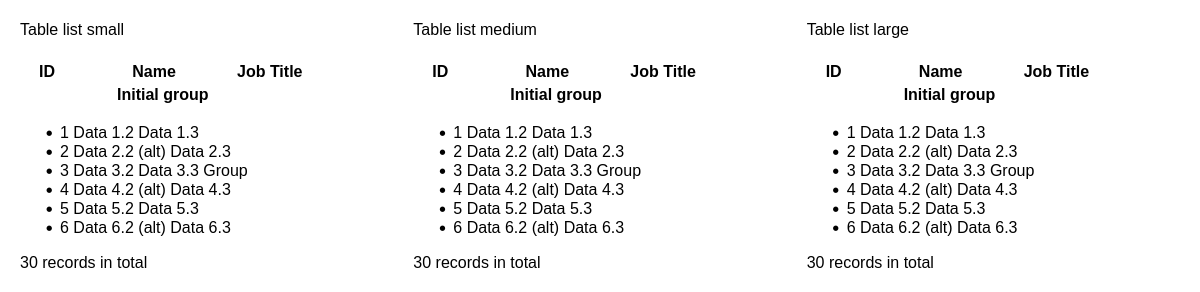 Table list small
ID Name Job Title
Initial group
1 Data 1.2 Data 1.3
2 Data 2.2 (alt) Data 2.3
3 Data 3.2 Data 3.3 Group
4 Data 4.2 (alt) Data 4.3
5 Data 5.2 Data 5.3
6 Data 6.2 (alt) Data 6.3
30 records in total
Table list medium
ID Name Job Title
Initial group
1 Data 1.2 Data 1.3
2 Data 2.2 (alt) Data 2.3
3 Data 3.2 Data 3.3 Group
4 Data 4.2 (alt) Data 4.3
5 Data 5.2 Data 5.3
6 Data 6.2 (alt) Data 6.3
30 records in total
Table list large
ID Name Job Title
Initial group
1 Data 1.2 Data 1.3
2 Data 2.2 (alt) Data 2.3
3 Data 3.2 Data 3.3 Group
4 Data 4.2 (alt) Data 4.3
5 Data 5.2 Data 5.3
6 Data 6.2 (alt) Data 6.3
30 records in total